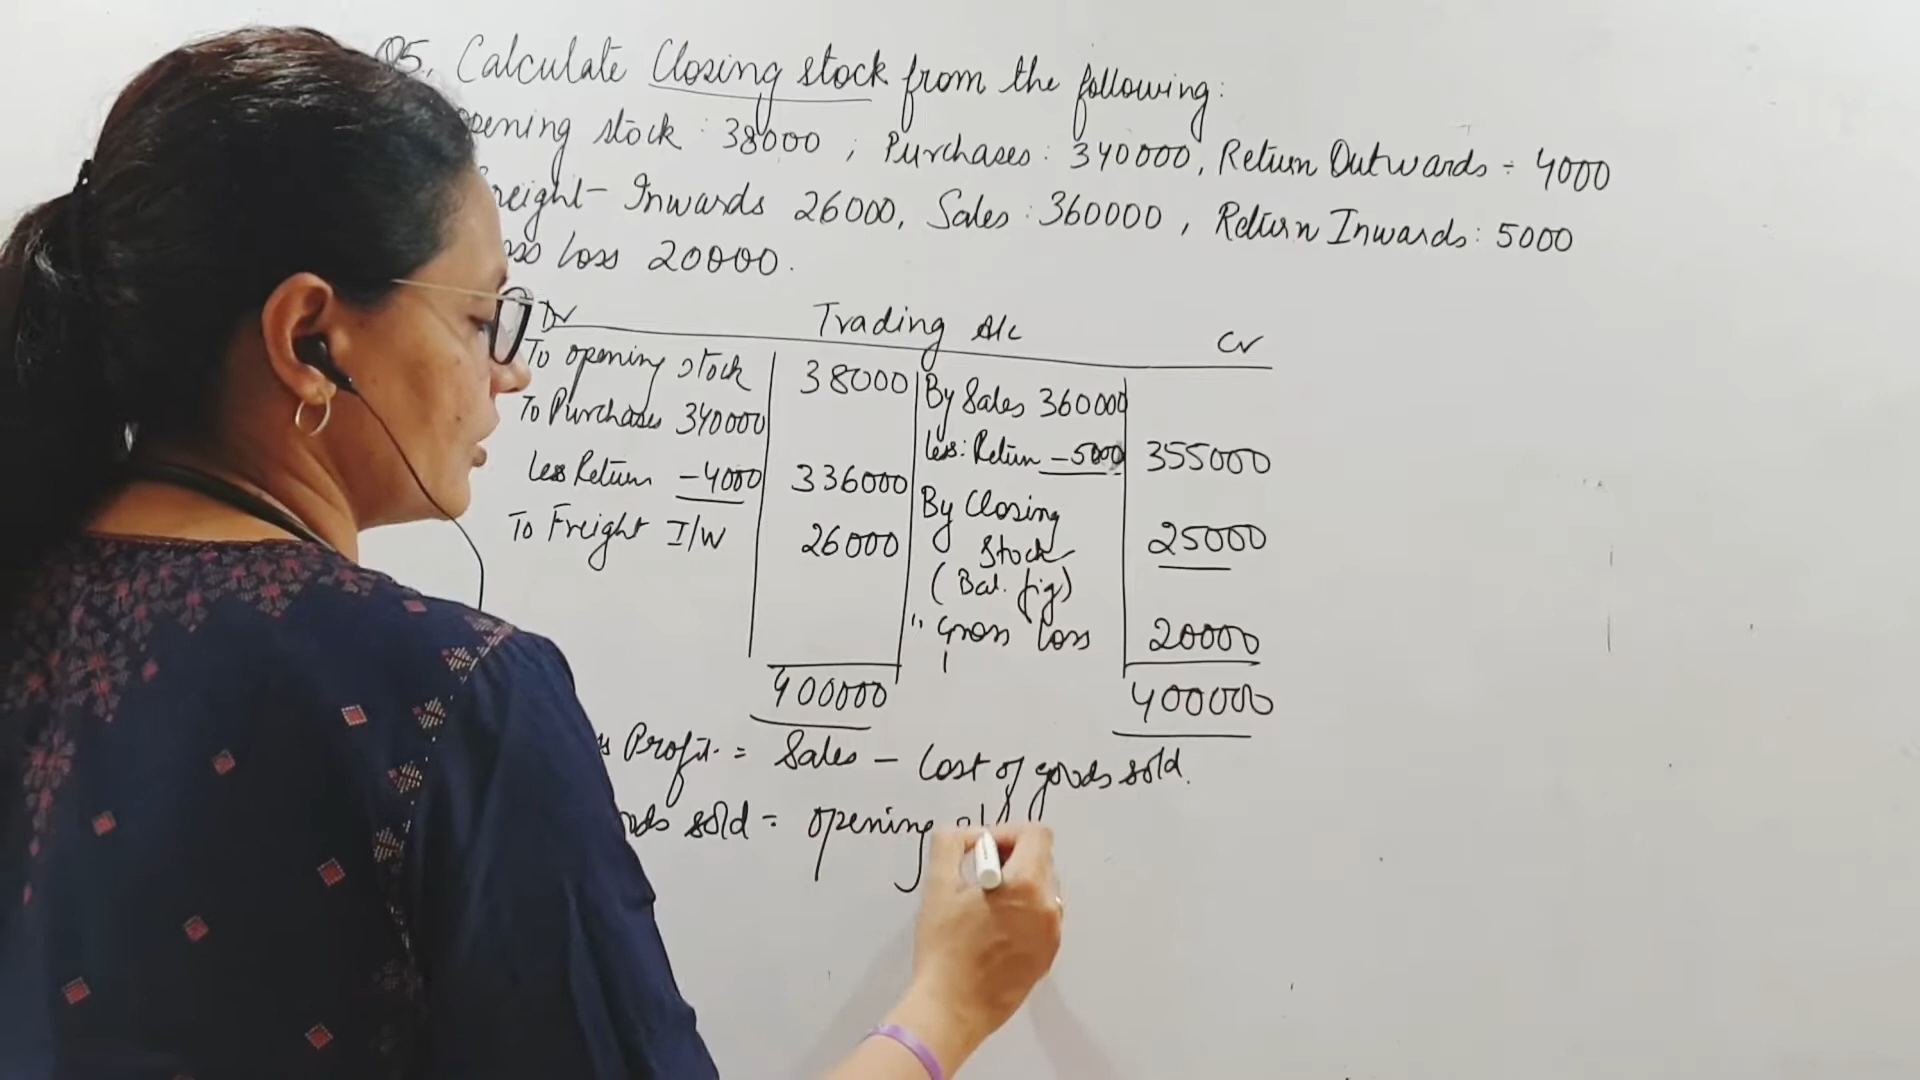 Q5. Calculate Closing stock from the following:
pening stock : 38000 ; Purchases : 340000, Return Outwards = 4000
reight - Inwards 26000, Sales : 360000, Return Inwards : 5000
oss Loss 20000.
Dr Trading A/c Cr
To opening stock 38000 By Sales 360000
To Purchases 340000
less Return -4000 336000 less: Return -5000 355000
To Freight I/W 26000 By Closing
Stock 25000
(Bal. fig)
" Gross Loss 20000
400000 400000
s Profit = Sales - Cost of goods sold.
ods sold = opening